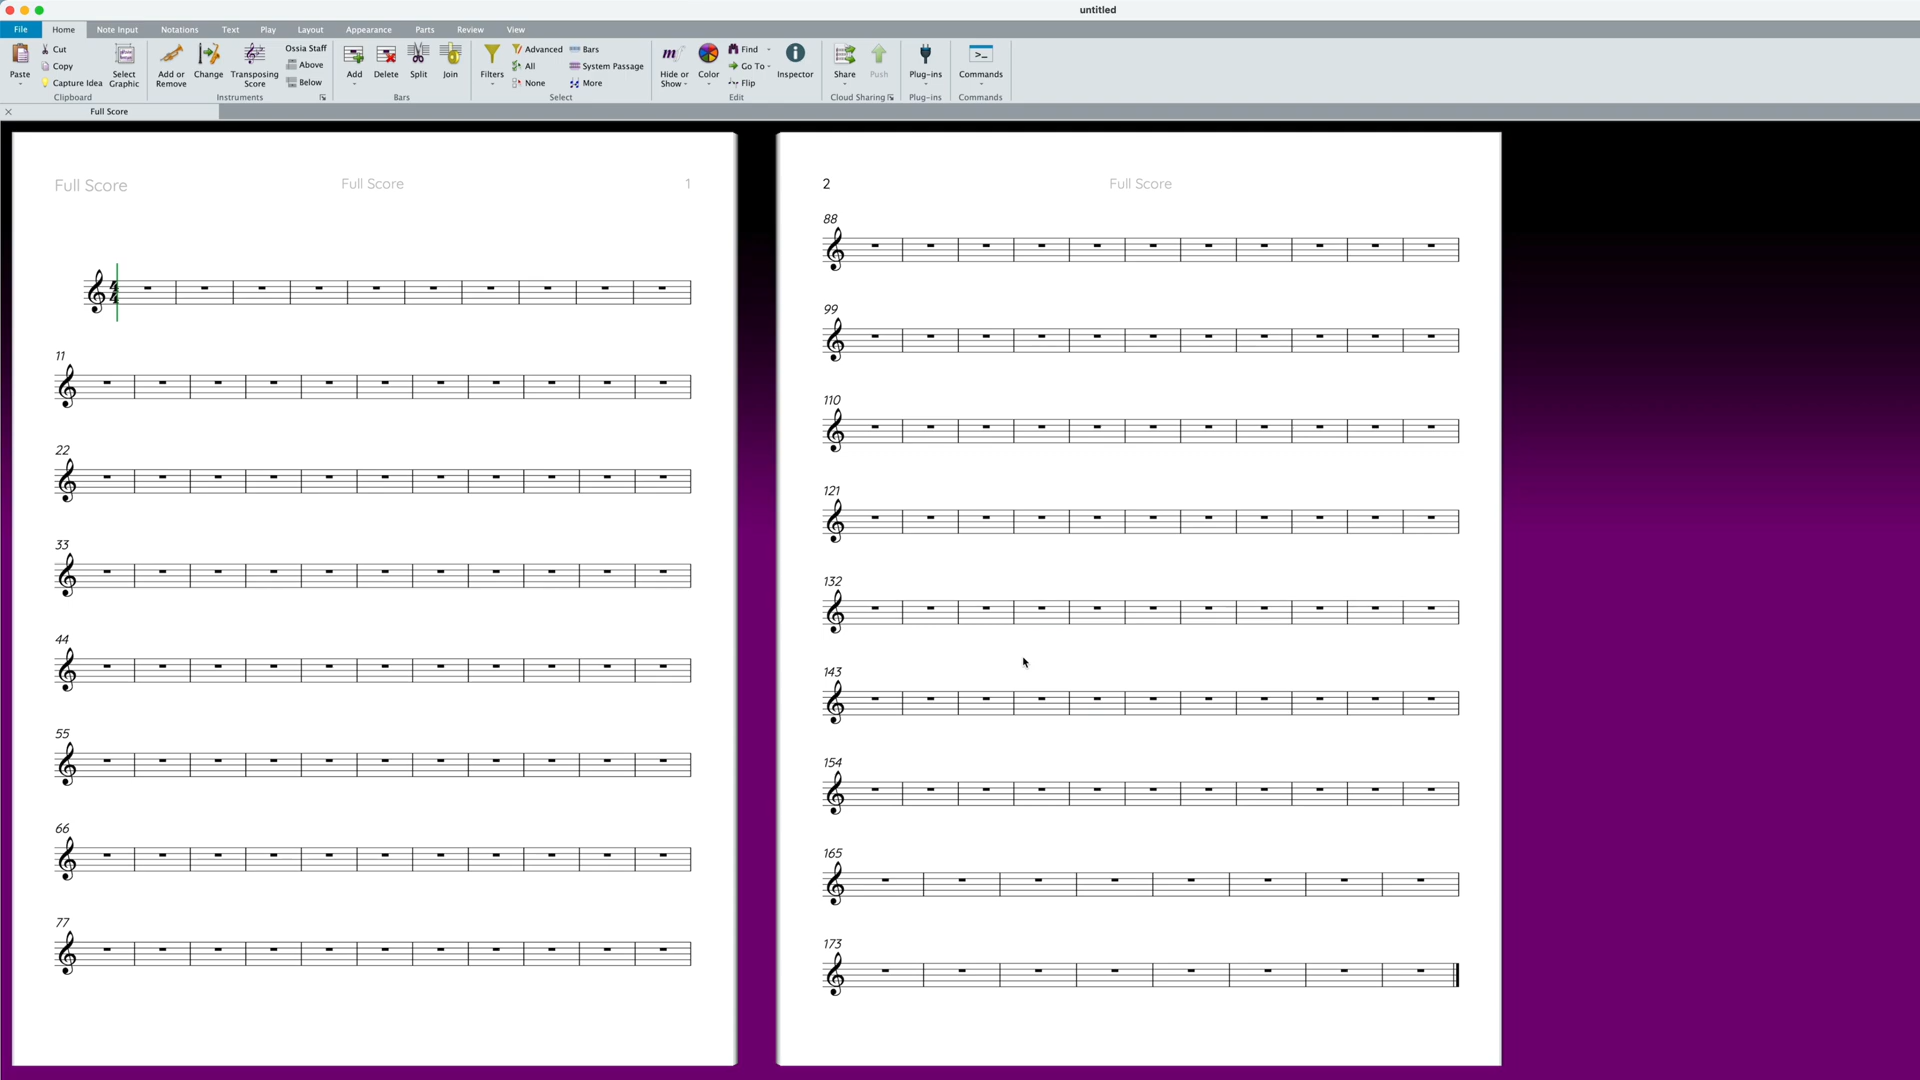 untitled
File Home Note Input Notations Text Play Layout Appearance Parts Review View
Paste Cut Copy Capture Idea Select Graphic Clipboard
Add or Remove Change Transposing Score Ossia Staff Above Below Instruments
Add Delete Split Join Bars
Filters Advanced All None Bars System Passage More Select
Hide or Show Color Find Go To Flip Inspector Edit
Share Push Cloud Sharing
Plug-ins Plug-ins
Commands Commands
Full Score
Full Score Full Score 1
11
22
33
44
55
66
77
2 Full Score
88
99
110
121
132
143
154
165
173